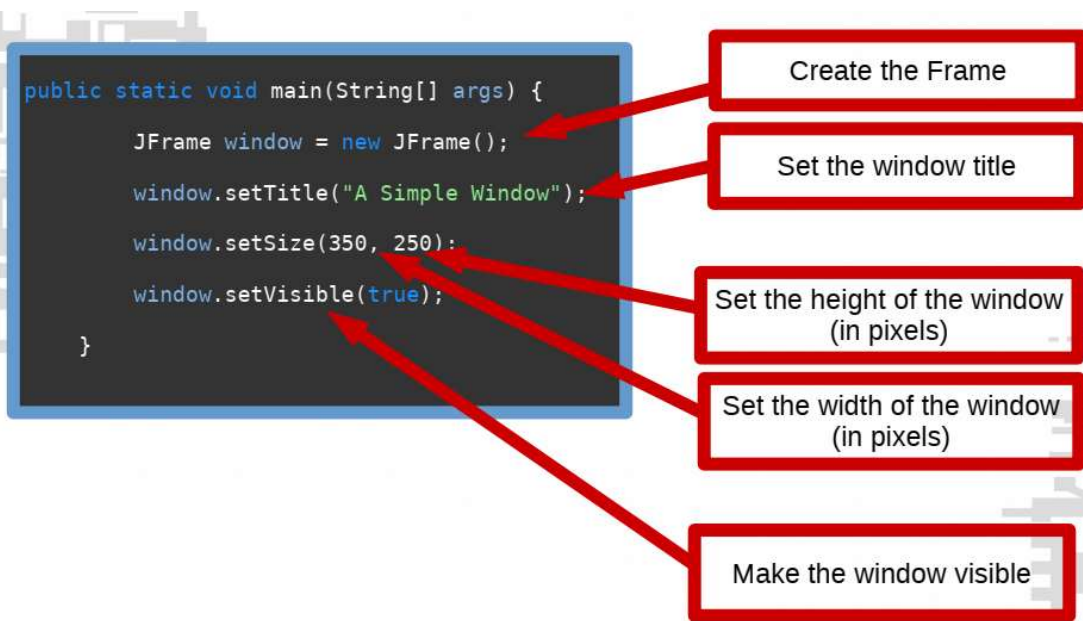 public static void main(String[] args) {
JFrame window = new JFrame();
window.setTitle("A Simple Window");
window.setSize(350, 250);
window.setVisible(true);
}
Create the Frame
Set the window title
Set the height of the window
(in pixels)
Set the width of the window
(in pixels)
Make the window visible